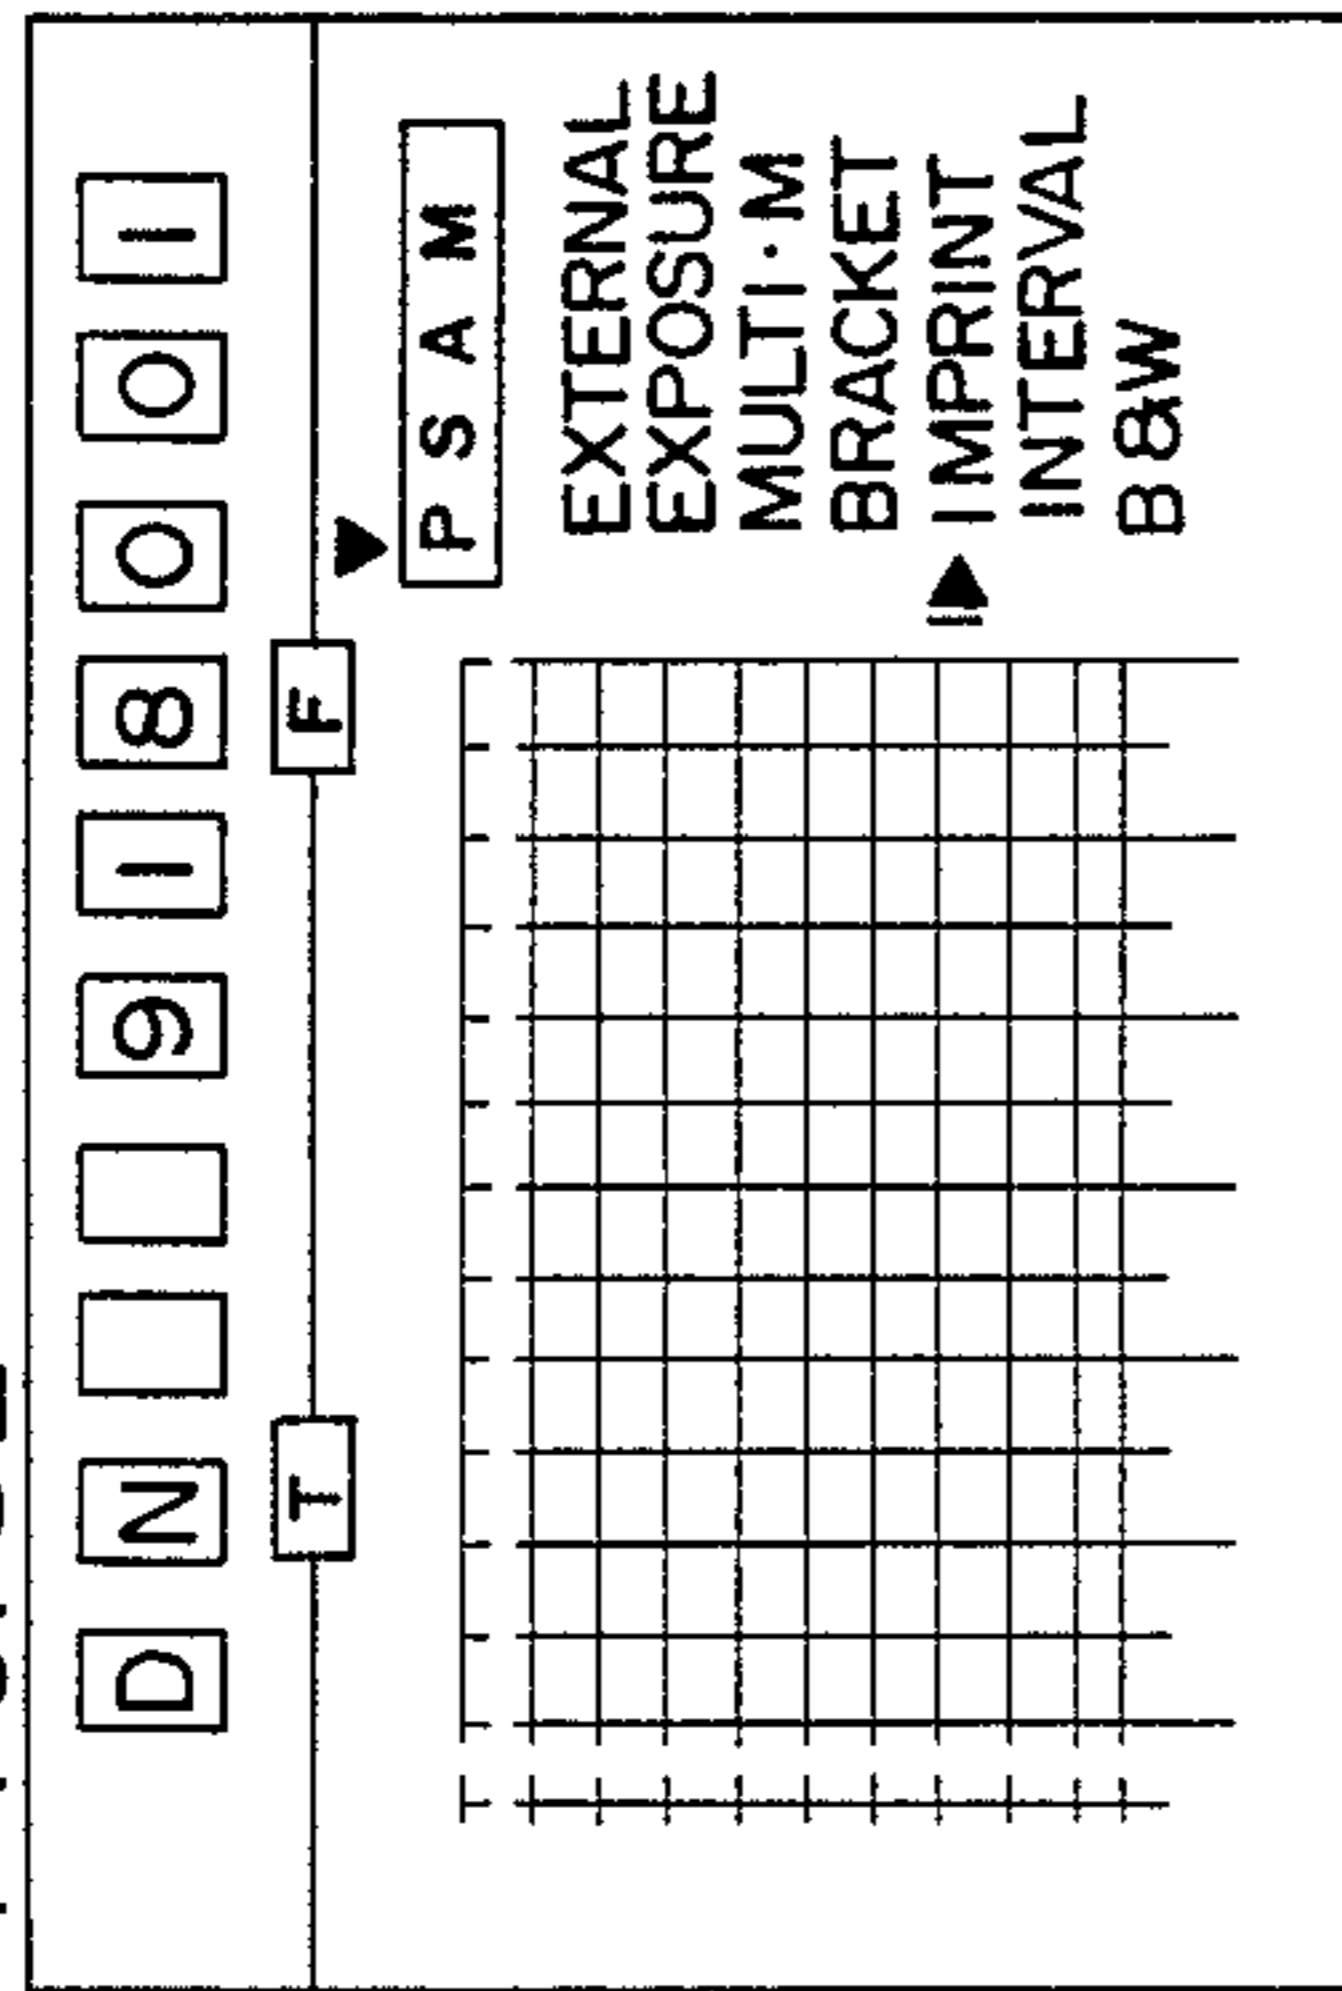 D N 9 1 8 0 0 1
T F
P S A M
EXTERNAL
EXPOSURE
MULTI·M
BRACKET
IMPRINT
INTERVAL
B&W